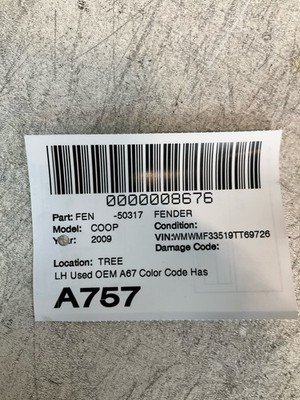 0000008676
Part: FEN -50317 FENDER
Model: COOP Condition:
Year: 2009 VIN:WMWMF33519TT69726
Damage Code:
Location: TREE
LH Used OEM A67 Color Code Has
A757